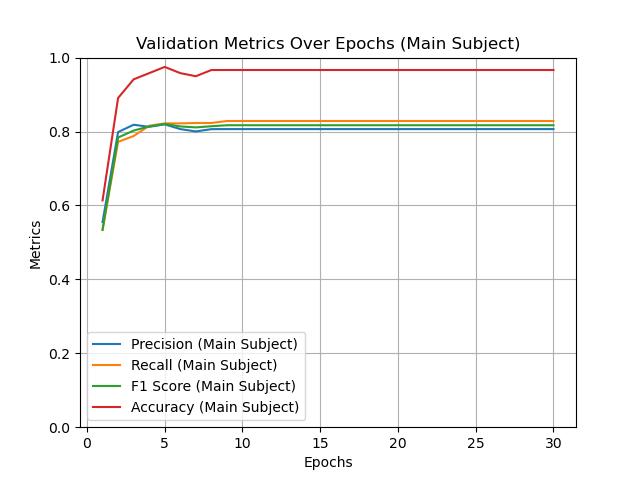 Validation Metrics Over Epochs (Main Subject)
1.0
0.8
0.6
0.4
0.2
0.0
Metrics
Precision (Main Subject)
Recall (Main Subject)
F1 Score (Main Subject)
Accuracy (Main Subject)
0 5 10 15 20 25 30
Epochs